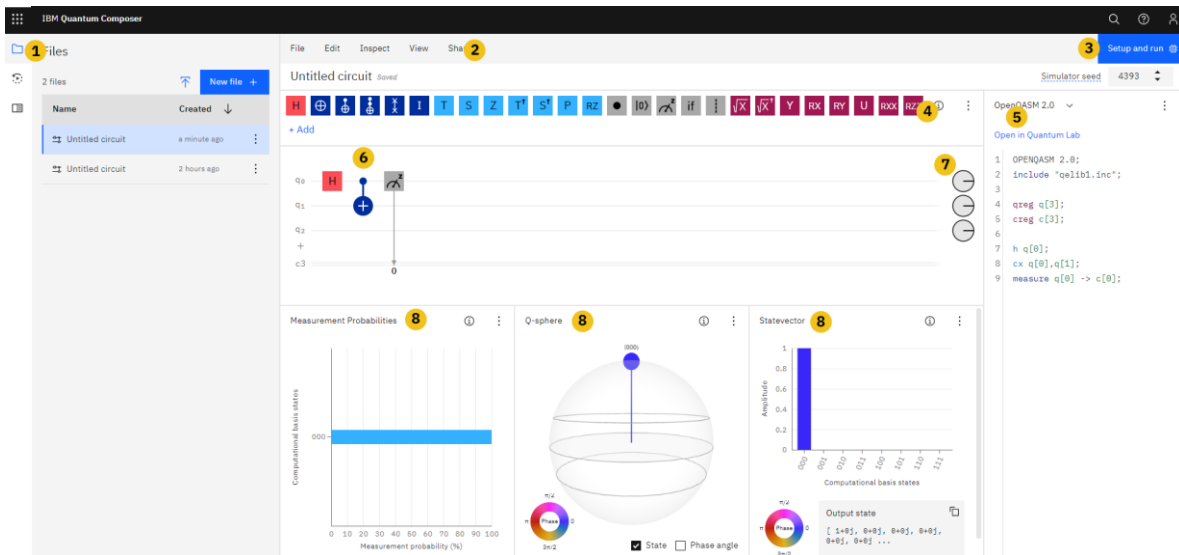 IBM Quantum Composer
1
Files
2 files
New file +
Name
Created
Untitled circuit
a minute ago
Untitled circuit
2 hours ago
File
Edit
Inspect
View
2
3
Setup and run
Untitled circuit Saved
Simulator seed
4393
H
I
T
S
Z
T†
S†
P
RZ
|0⟩
z
if
√X
√X†
Y
RX
RY
U
RXX
4
+ Add
6
7
q0
H
z
q1
q2
+
c3
0
OpenQASM 2.0
5
Open in Quantum Lab
1 OPENQASM 2.0;
2 include "qelib1.inc";
3
4 qreg q[3];
5 creg c[3];
6
7 h q[0];
8 cx q[0],q[1];
9 measure q[0] -> c[0];
Measurement Probabilities
8
Computational basis states
000
0 10 20 30 40 50 60 70 80 90 100
Measurement probability (%)
Q-sphere
8
|000⟩
π/2
π
Phase
0
3π/2
State
Phase angle
Statevector
8
Amplitude
1
0.8
0.6
0.4
0.2
0
000 001 010 011 100 101 110 111
Computational basis states
π/2
π
Phase
0
3π/2
Output state
[ 1+0j, 0+0j, 0+0j, 0+0j,
0+0j, 0+0j ...